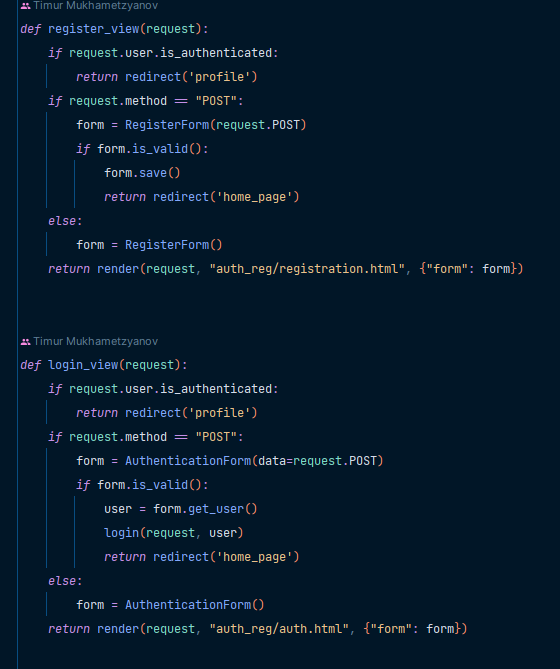 Timur Mukhametzyanov
def register_view(request):
    if request.user.is_authenticated:
        return redirect('profile')
    if request.method == "POST":
        form = RegisterForm(request.POST)
        if form.is_valid():
            form.save()
            return redirect('home_page')
    else:
        form = RegisterForm()
    return render(request, "auth_reg/registration.html", {"form": form})
Timur Mukhametzyanov
def login_view(request):
    if request.user.is_authenticated:
        return redirect('profile')
    if request.method == "POST":
        form = AuthenticationForm(data=request.POST)
        if form.is_valid():
            user = form.get_user()
            login(request, user)
            return redirect('home_page')
    else:
        form = AuthenticationForm()
    return render(request, "auth_reg/auth.html", {"form": form})